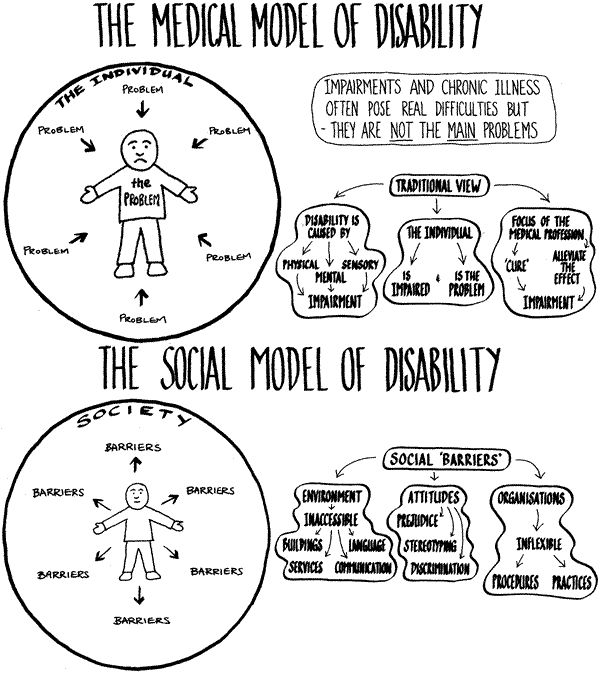 THE MEDICAL MODEL OF DISABILITY
THE INDIVIDUAL
PROBLEM
PROBLEM
PROBLEM
the
PROBLEM
PROBLEM
PROBLEM
PROBLEM
IMPAIRMENTS AND CHRONIC ILLNESS
OFTEN POSE REAL DIFFICULTIES BUT
- THEY ARE NOT THE MAIN PROBLEMS
TRADITIONAL VIEW
DISABILITY IS
CAUSED BY
PHYSICAL
SENSORY
MENTAL
IMPAIRMENT
THE INDIVIDUAL
IS
IMPAIRED
&
IS THE
PROBLEM
FOCUS OF THE
MEDICAL PROFESSION
'CURE'
ALLEVIATE
THE
EFFECT
IMPAIRMENT
THE SOCIAL MODEL OF DISABILITY
SOCIETY
BARRIERS
BARRIERS
BARRIERS
BARRIERS
BARRIERS
BARRIERS
SOCIAL 'BARRIERS'
ENVIRONMENT
INACCESSIBLE
BUILDINGS
LANGUAGE
SERVICES
COMMUNICATION
ATTITUDES
PREJUDICE
STEREOTYPING
DISCRIMINATION
ORGANISATIONS
INFLEXIBLE
PROCEDURES
PRACTICES